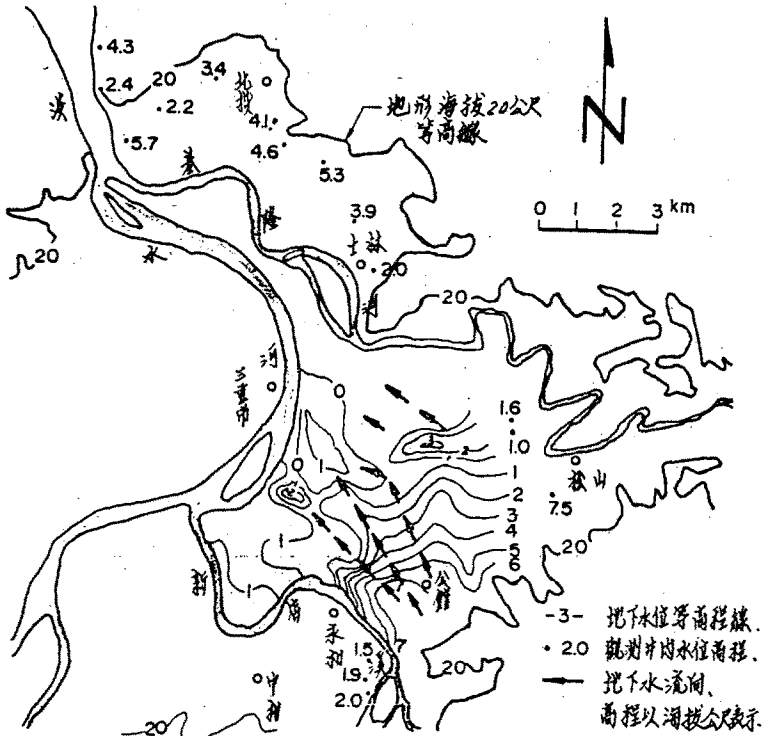 4.3
2.4
20
3.4
北投
2.2
4.1
4.6
5.7
5.3
3.9
2.0
地形海拔20公尺
等高線
N
0 1 2 3 km
淡
水
河
基
隆
河
士林
20
20
三重市
0
0
1
1
1
1.6
1.0
1
2
3
4
5
6
松山
7.5
20
公館
新
店
溪
永和
中和
7
1.5
1.9
2.0
20
20
-3- 地下水位等高程線.
• 2.0 觀測井內水位高程.
地下水流向、
高程以海拔公尺表示.